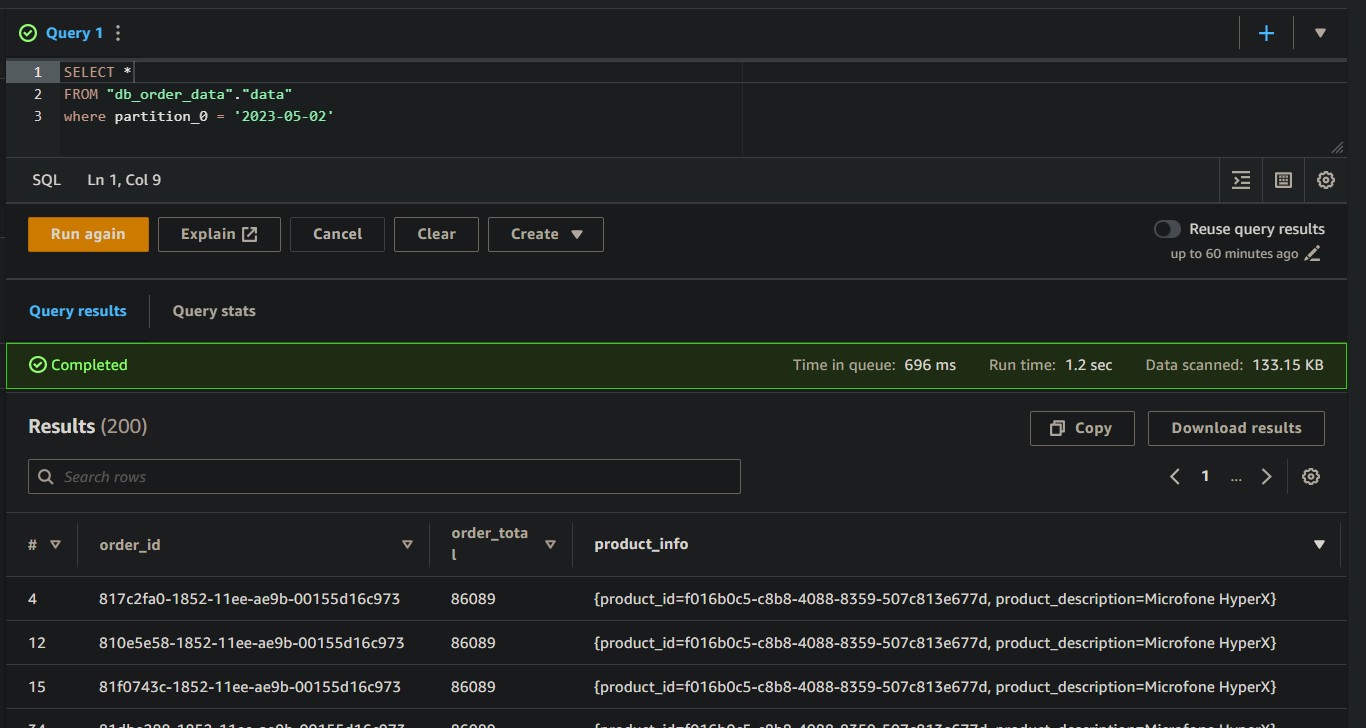 Query 1
1 SELECT *
2 FROM "db_order_data"."data"
3 where partition_0 = '2023-05-02'
SQL Ln 1, Col 9
Run again Explain Cancel Clear Create Reuse query results
up to 60 minutes ago
Query results Query stats
Completed Time in queue: 696 ms Run time: 1.2 sec Data scanned: 133.15 KB
Results (200) Copy Download results
Search rows 1 ...
# order_id order_tota
l product_info
4 817c2fa0-1852-11ee-ae9b-00155d16c973 86089 {product_id=f016b0c5-c8b8-4088-8359-507c813e677d, product_description=Microfone HyperX}
12 810e5e58-1852-11ee-ae9b-00155d16c973 86089 {product_id=f016b0c5-c8b8-4088-8359-507c813e677d, product_description=Microfone HyperX}
15 81f0743c-1852-11ee-ae9b-00155d16c973 86089 {product_id=f016b0c5-c8b8-4088-8359-507c813e677d, product_description=Microfone HyperX}